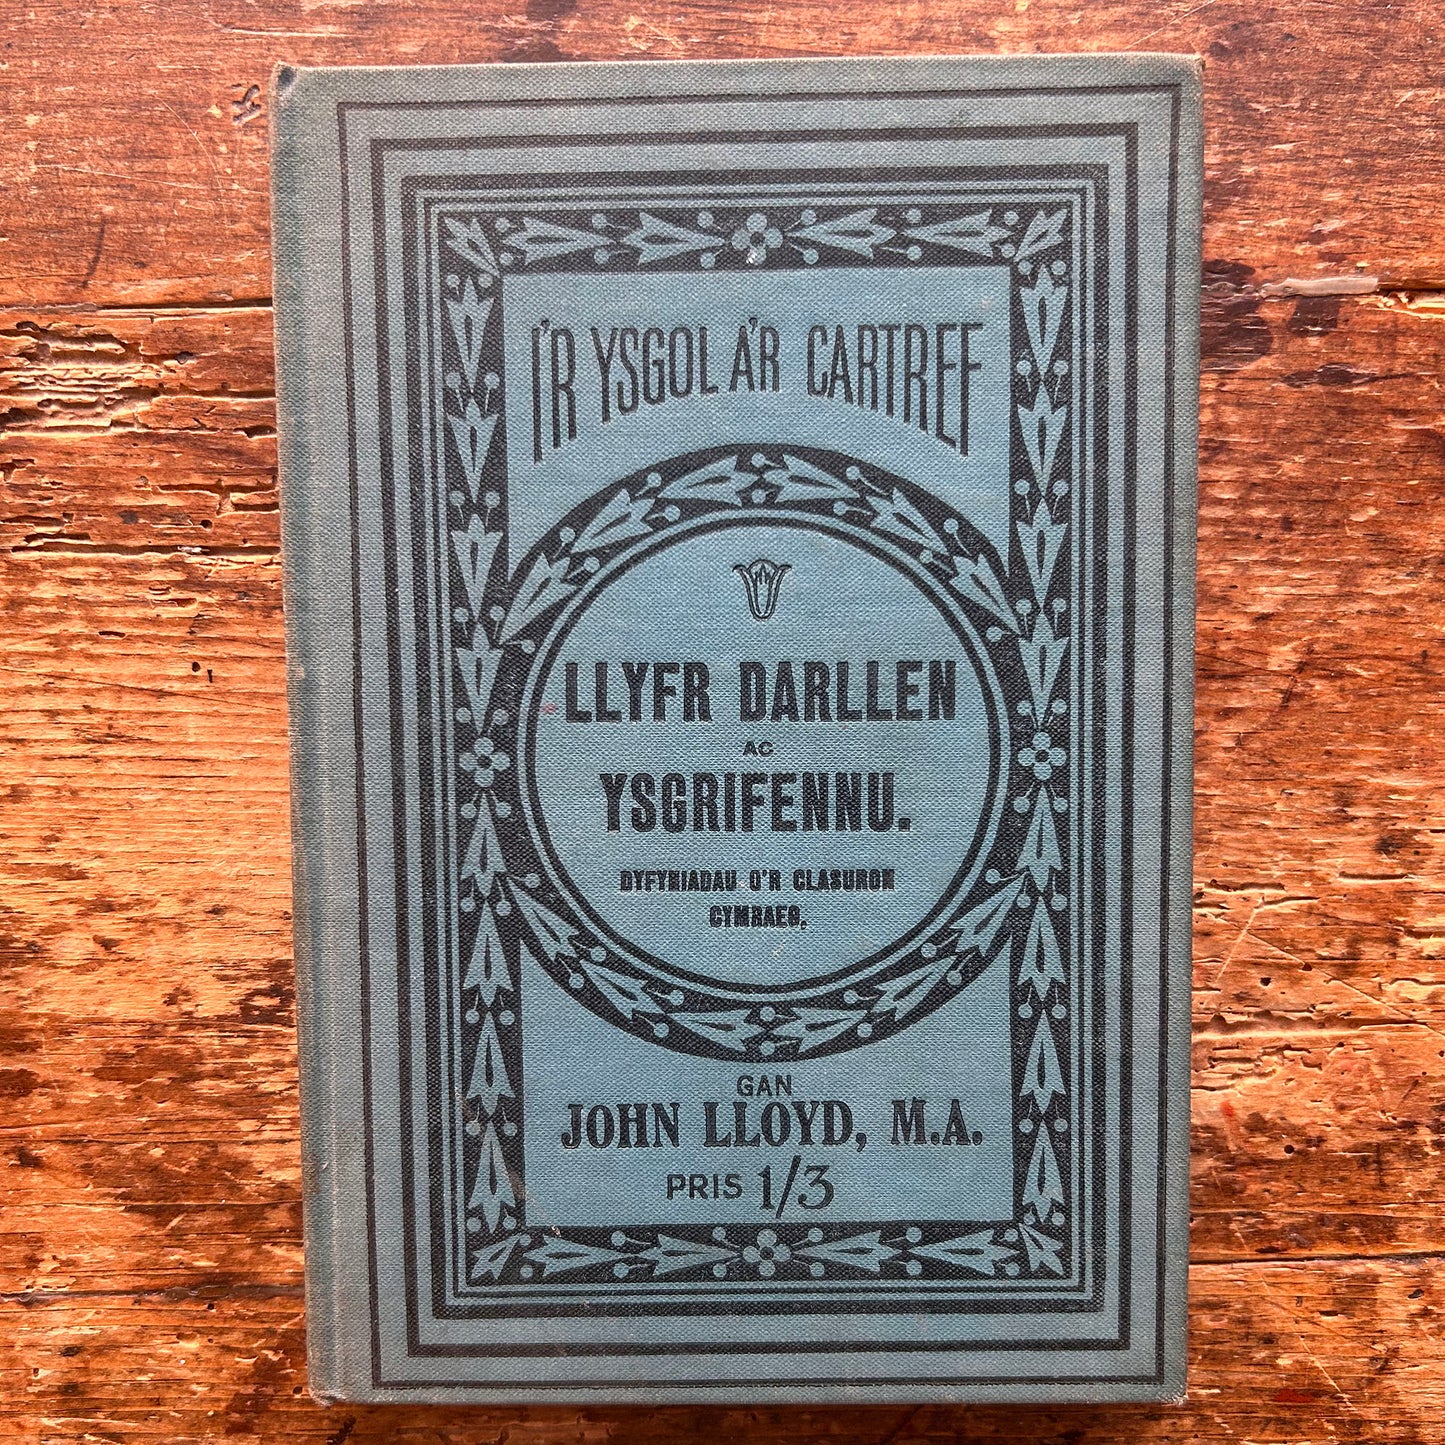 I'R YSGOL A'R CARTREF
LLYFR DARLLEN
AC
YSGRIFENNU.
DYFYNIADAU O'R CLASURON
CYMRAEG.
GAN
JOHN LLOYD, M.A.
PRIS 1/3